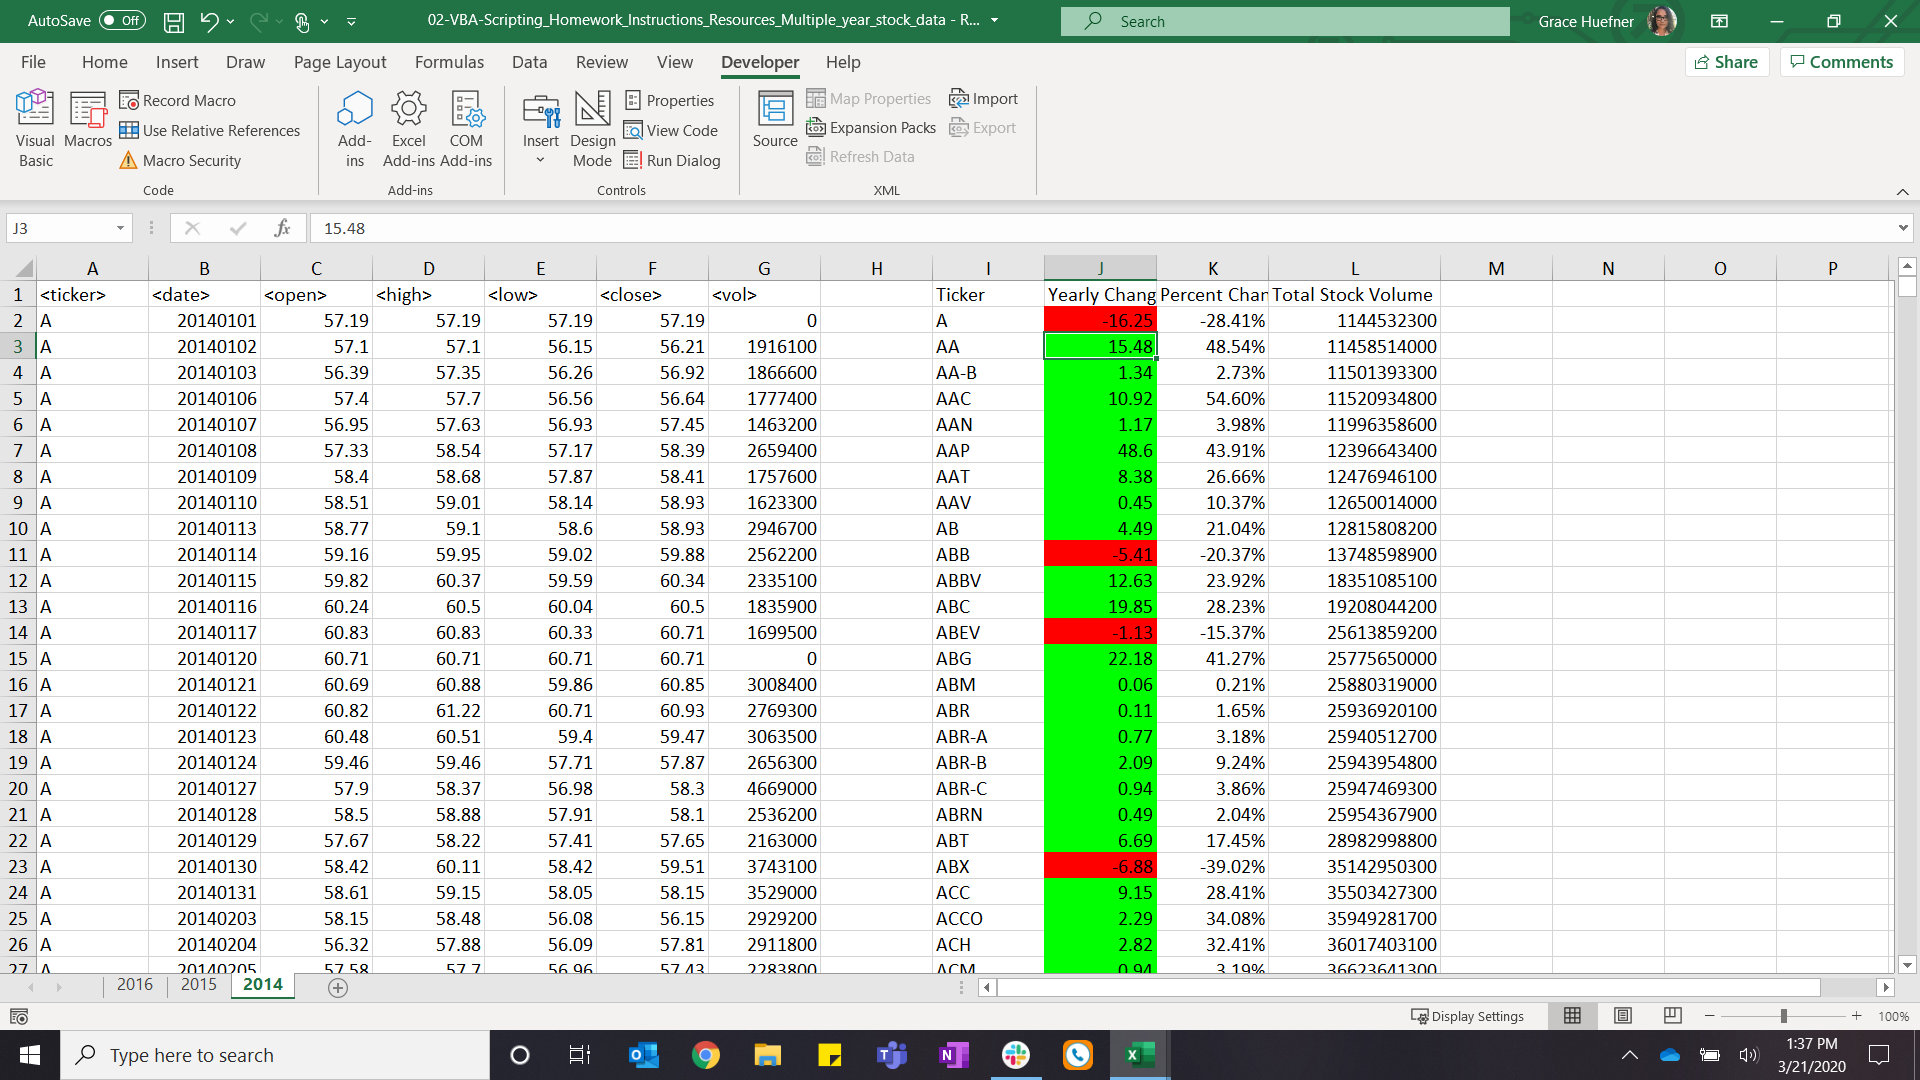 AutoSave Off 02-VBA-Scripting_Homework_Instructions_Resources_Multiple_year_stock_data - R... Search Grace Huefner
File Home Insert Draw Page Layout Formulas Data Review View Developer Help Share Comments
Visual Basic Macros Record Macro
Use Relative References
Macro Security
Code
Add-ins Excel Add-ins COM Add-ins
Add-ins
Insert Design Mode Properties
View Code
Run Dialog
Controls
Source Map Properties Import
Expansion Packs Export
Refresh Data
XML
J3 fx 15.48
A B C D E F G H I J K L M N O P
1 <ticker> <date> <open> <high> <low> <close> <vol> Ticker Yearly Chang Percent Chan Total Stock Volume
2 A 20140101 57.19 57.19 57.19 57.19 0 A -16.25 -28.41% 1144532300
3 A 20140102 57.1 57.1 56.15 56.21 1916100 AA 15.48 48.54% 11458514000
4 A 20140103 56.39 57.35 56.26 56.92 1866600 AA-B 1.34 2.73% 11501393300
5 A 20140106 57.4 57.7 56.56 56.64 1777400 AAC 10.92 54.60% 11520934800
6 A 20140107 56.95 57.63 56.93 57.45 1463200 AAN 1.17 3.98% 11996358600
7 A 20140108 57.33 58.54 57.17 58.39 2659400 AAP 48.6 43.91% 12396643400
8 A 20140109 58.4 58.68 57.87 58.41 1757600 AAT 8.38 26.66% 12476946100
9 A 20140110 58.51 59.01 58.14 58.93 1623300 AAV 0.45 10.37% 12650014000
10 A 20140113 58.77 59.1 58.6 58.93 2946700 AB 4.49 21.04% 12815808200
11 A 20140114 59.16 59.95 59.02 59.88 2562200 ABB -5.41 -20.37% 13748598900
12 A 20140115 59.82 60.37 59.59 60.34 2335100 ABBV 12.63 23.92% 18351085100
13 A 20140116 60.24 60.5 60.04 60.5 1835900 ABC 19.85 28.23% 19208044200
14 A 20140117 60.83 60.83 60.33 60.71 1699500 ABEV -1.13 -15.37% 25613859200
15 A 20140120 60.71 60.71 60.71 60.71 0 ABG 22.18 41.27% 25775650000
16 A 20140121 60.69 60.88 59.86 60.85 3008400 ABM 0.06 0.21% 25880319000
17 A 20140122 60.82 61.22 60.71 60.93 2769300 ABR 0.11 1.65% 25936920100
18 A 20140123 60.48 60.51 59.4 59.47 3063500 ABR-A 0.77 3.18% 25940512700
19 A 20140124 59.46 59.46 57.71 57.87 2656300 ABR-B 2.09 9.24% 25943954800
20 A 20140127 57.9 58.37 56.98 58.3 4669000 ABR-C 0.94 3.86% 25947469300
21 A 20140128 58.5 58.88 57.91 58.1 2536200 ABRN 0.49 2.04% 25954367900
22 A 20140129 57.67 58.22 57.41 57.65 2163000 ABT 6.69 17.45% 28982998800
23 A 20140130 58.42 60.11 58.42 59.51 3743100 ABX -6.88 -39.02% 35142950300
24 A 20140131 58.61 59.15 58.05 58.15 3529000 ACC 9.15 28.41% 35503427300
25 A 20140203 58.15 58.48 56.08 56.15 2929200 ACCO 2.29 34.08% 35949281700
26 A 20140204 56.32 57.88 56.09 57.81 2911800 ACH 2.82 32.41% 36017403100
27 A 20140205 57.58 57.7 56.96 57.43 2283800 ACM 0.94 3.19% 36623641300
2016 2015 2014
Display Settings 100%
Type here to search 1:37 PM
3/21/2020